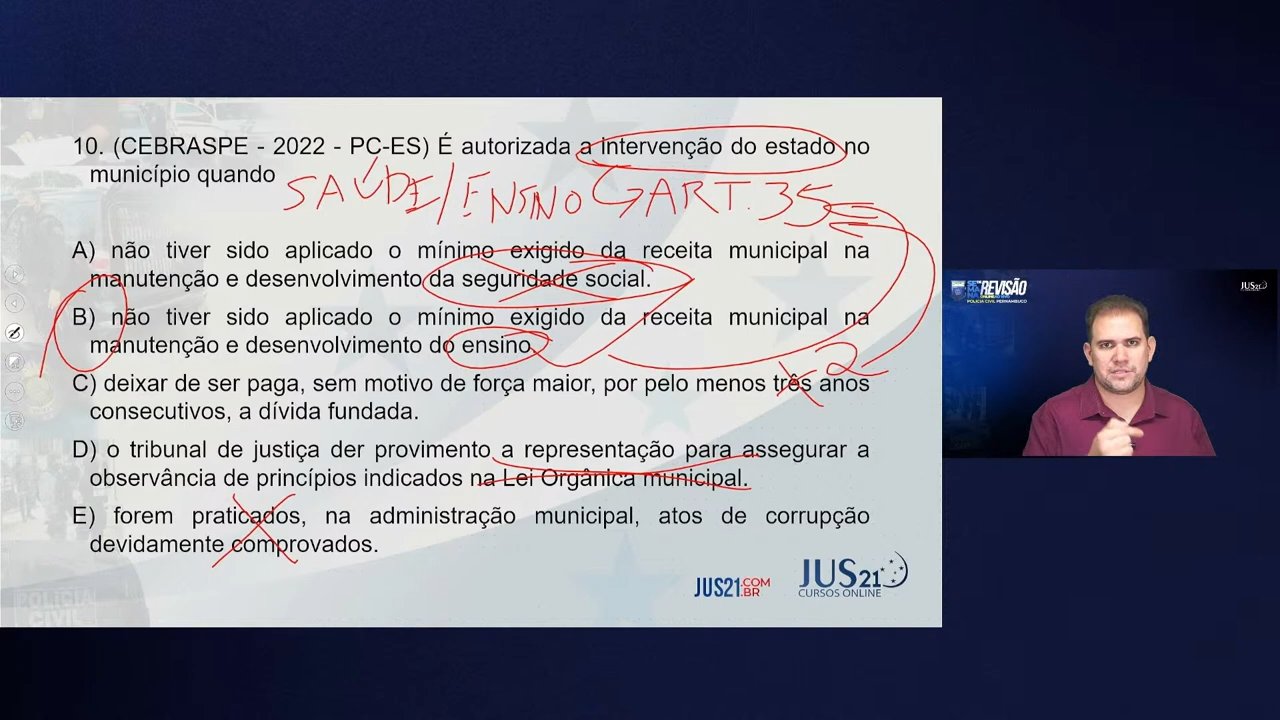 10. (CEBRASPE - 2022 - PC-ES) É autorizada a intervenção do estado no
município quando
SAÚDE/ENSINO ART. 35
A) não tiver sido aplicado o mínimo exigido da receita municipal na
manutenção e desenvolvimento da seguridade social.
B) não tiver sido aplicado o mínimo exigido da receita municipal na
manutenção e desenvolvimento do ensino.
2
C) deixar de ser paga, sem motivo de força maior, por pelo menos três anos
consecutivos, a dívida fundada.
D) o tribunal de justiça der provimento a representação para assegurar a
observância de princípios indicados na Lei Orgânica municipal.
E) forem praticados, na administração municipal, atos de corrupção
devidamente comprovados.
JUS21.COM
BR
JUS21
CURSOS ONLINE
SEMANA REVISÃO
POLÍCIA CIVIL PERNAMBUCO
JUS21
POLÍCIA
CIVIL